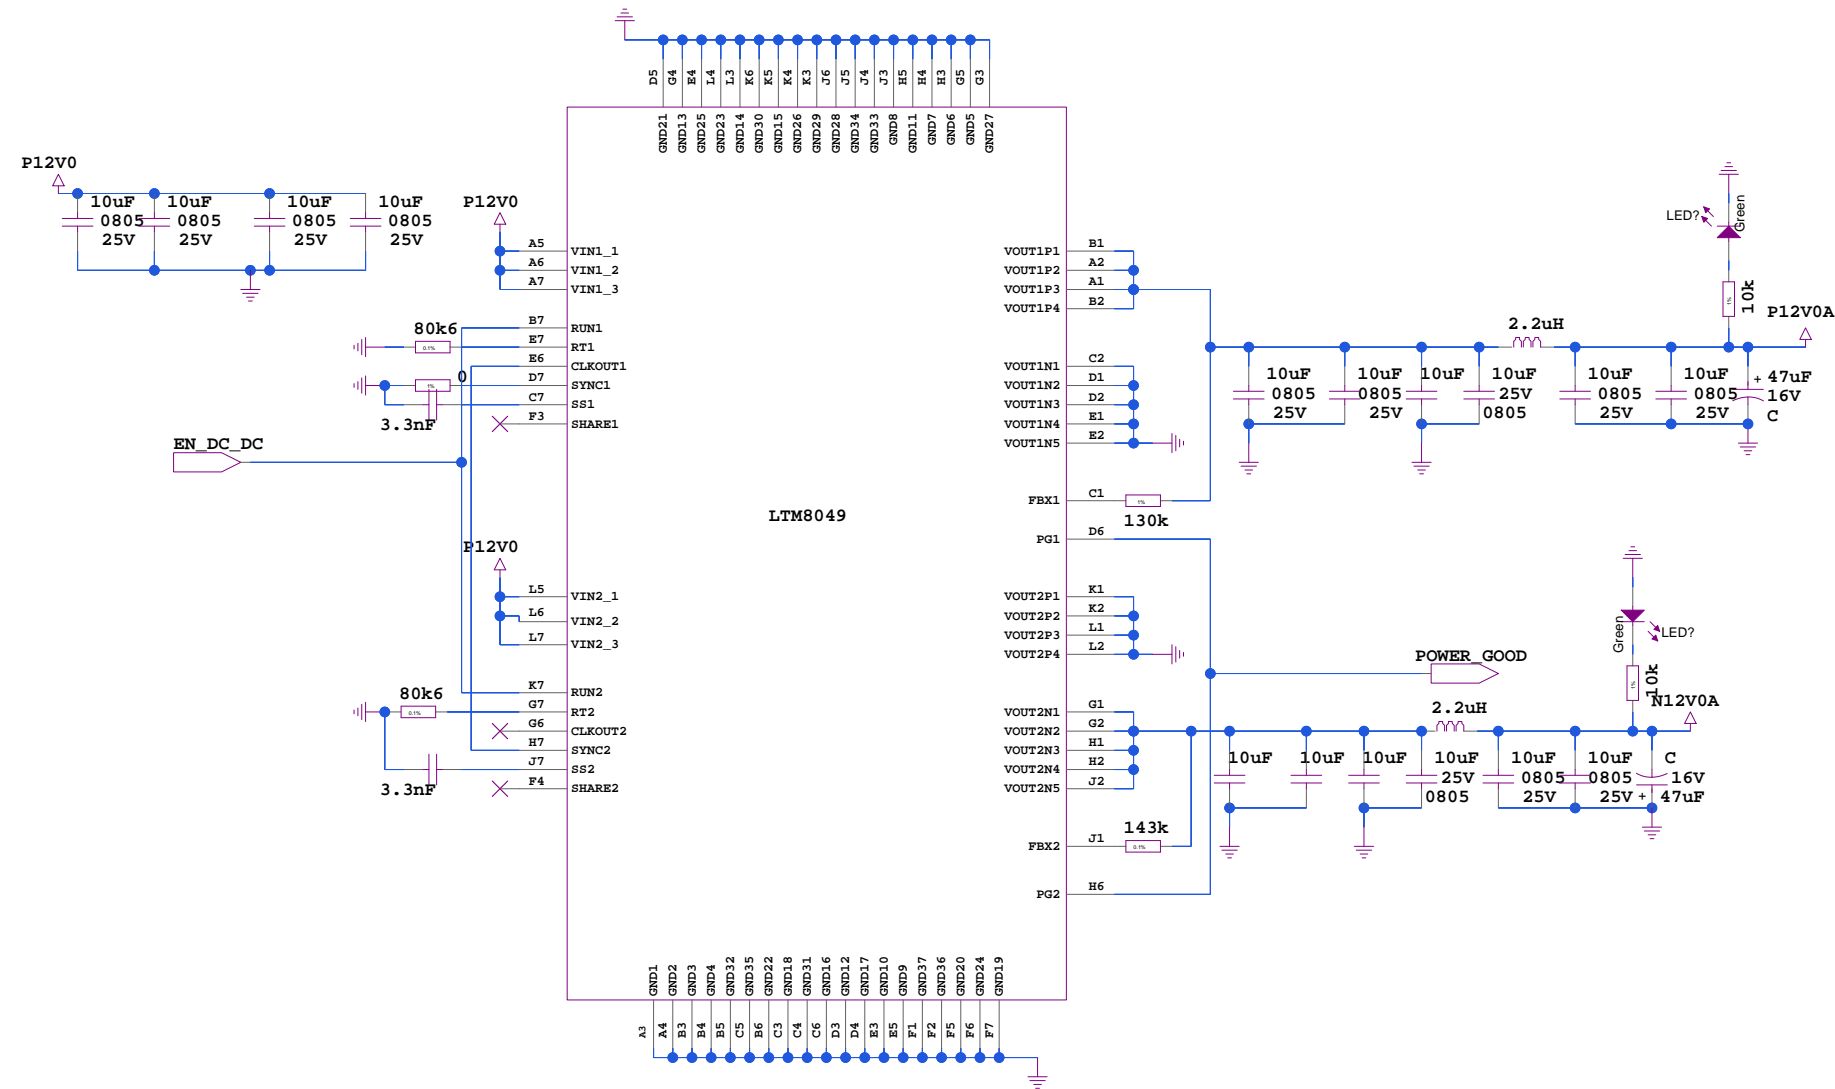 D5 G4 E4 L4 L3 K6 K5 K4 K3 J6 J5 J4 J3 H5 H4 H3 G5 G3
GND21 GND13 GND25 GND23 GND14 GND30 GND15 GND26 GND29 GND28 GND34 GND33 GND8 GND11 GND7 GND6 GND5 GND27
P12V0
10uF 10uF 10uF 10uF
0805 0805 0805 0805
25V 25V 25V 25V
P12V0
A5 VIN1_1
A6 VIN1_2
A7 VIN1_3
B7 RUN1
80k6
0.1%
E7 RT1
E6 CLKOUT1
0
1%
D7 SYNC1
C7 SS1
3.3nF
F3 SHARE1
EN_DC_DC
LTM8049
P12V0
L5 VIN2_1
L6 VIN2_2
L7 VIN2_3
K7 RUN2
80k6
0.1%
G7 RT2
G6 CLKOUT2
H7 SYNC2
J7 SS2
3.3nF
F4 SHARE2
VOUT1P1 B1
VOUT1P2 A2
VOUT1P3 A1
VOUT1P4 B2
VOUT1N1 C2
VOUT1N2 D1
VOUT1N3 D2
VOUT1N4 E1
VOUT1N5 E2
FBX1 C1
1%
130k
PG1 D6
VOUT2P1 K1
VOUT2P2 K2
VOUT2P3 L1
VOUT2P4 L2
VOUT2N1 G1
VOUT2N2 G2
VOUT2N3 H1
VOUT2N4 H2
VOUT2N5 J2
143k
FBX2 J1
0.1%
PG2 H6
LED?
Green
1%
10k
P12V0A
2.2uH
10uF 10uF 10uF 10uF 10uF 10uF 47uF
0805 0805 25V 0805 0805 + 16V
25V 25V 0805 25V 25V C
Green
LED?
POWER_GOOD
1%
10k
N12V0A
2.2uH
10uF 10uF 10uF 10uF 10uF 10uF C
25V 0805 0805 16V
0805 25V 25V + 47uF
GND1 GND2 GND3 GND4 GND32 GND35 GND22 GND18 GND31 GND16 GND12 GND17 GND10 GND9 GND37 GND36 GND20 GND24 GND19
A3 A4 B3 B4 B5 C5 B6 C3 C4 C6 D3 D4 E3 E5 F1 F2 F5 F6 F7